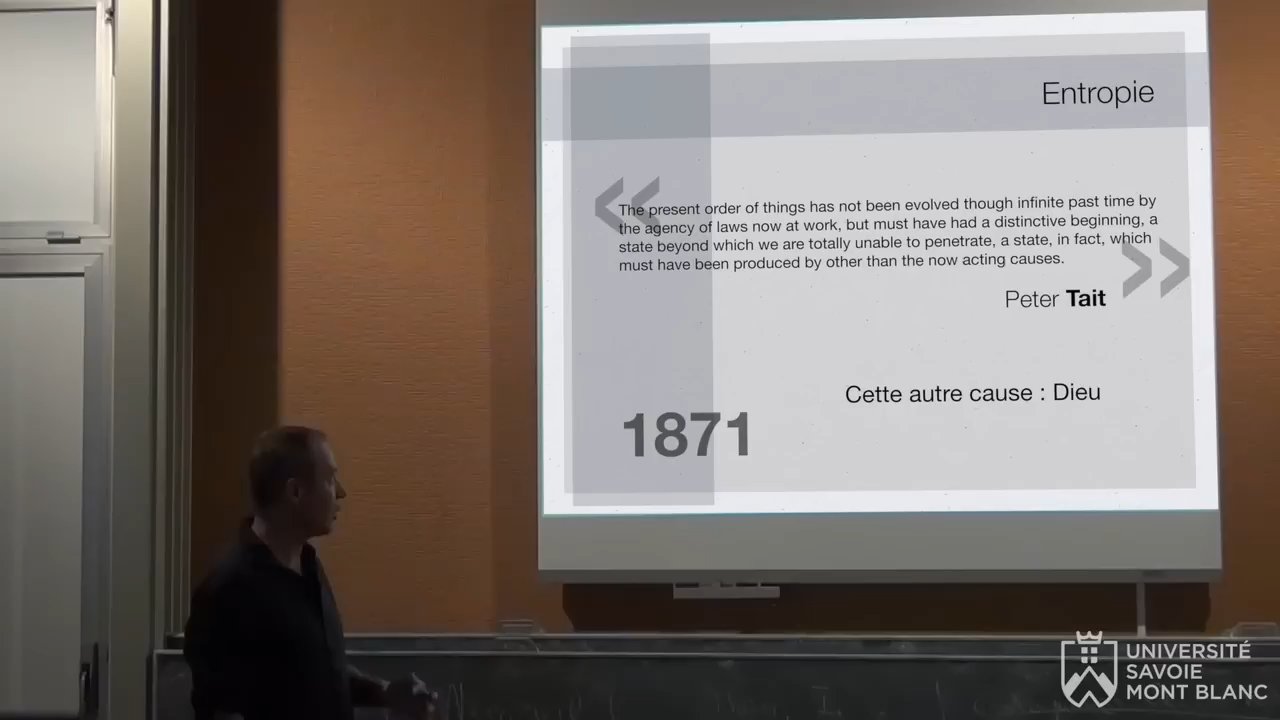 Entropie
The present order of things has not been evolved though infinite past time by
the agency of laws now at work, but must have had a distinctive beginning, a
state beyond which we are totally unable to penetrate, a state, in fact, which
must have been produced by other than the now acting causes.
Peter Tait
Cette autre cause : Dieu
1871
UNIVERSITÉ
SAVOIE
MONT BLANC